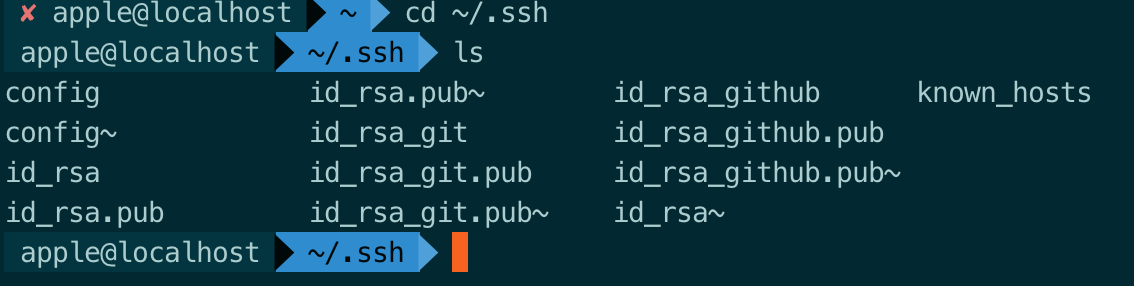 ✘ apple@localhost ~ cd ~/.ssh
apple@localhost ~/.ssh ls
config id_rsa.pub~ id_rsa_github known_hosts
config~ id_rsa_git id_rsa_github.pub
id_rsa id_rsa_git.pub id_rsa_github.pub~
id_rsa.pub id_rsa_git.pub~ id_rsa~
apple@localhost ~/.ssh